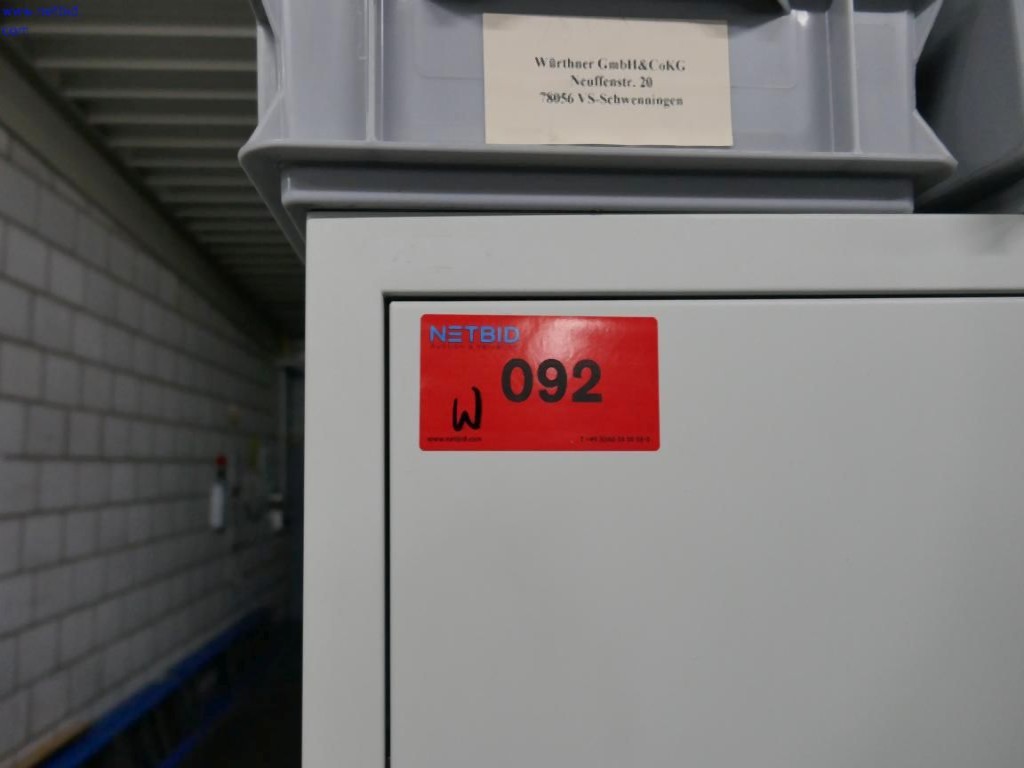 Würthner GmbH&CoKG
Neuffenstr. 20
78056 VS-Schwenningen
NETBID
092
W
www.netbid.com